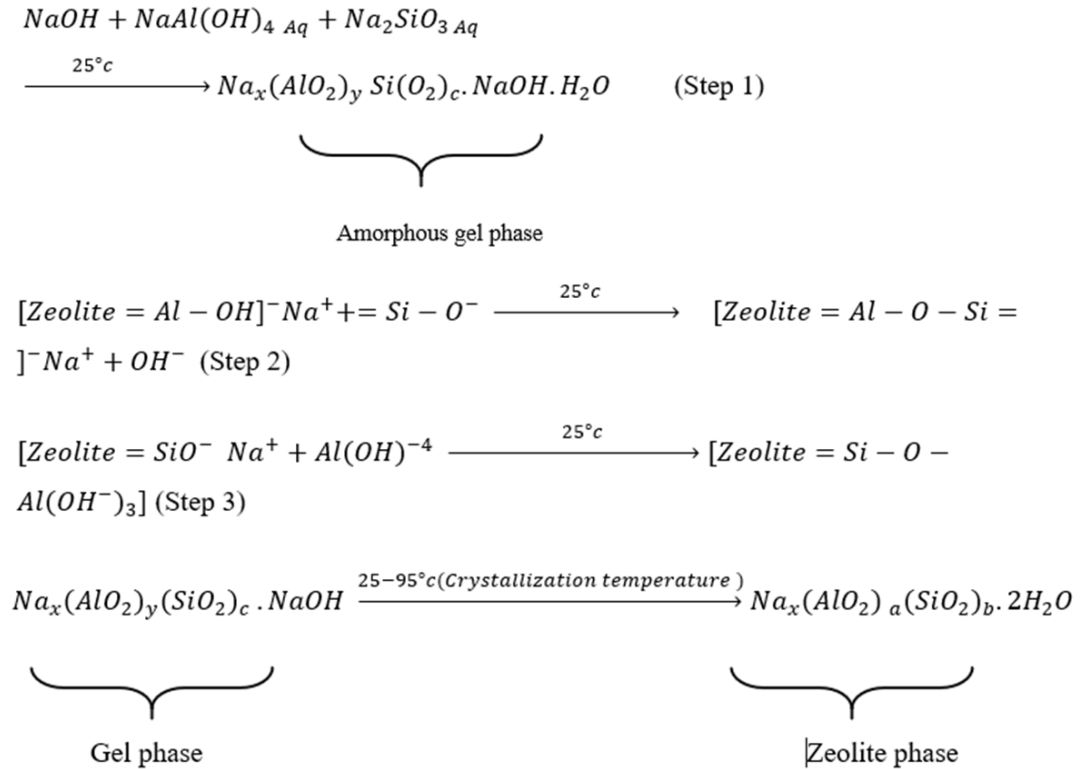 NaOH + NaAl(OH)₄ Aq + Na₂SiO₃ Aq
25°c
⟶ Naₓ(AlO₂)ᵧ Si(O₂)c. NaOH. H₂O (Step 1)
Amorphous gel phase
25°c
[Zeolite = Al − OH]⁻Na⁺+= Si − O⁻ ⟶ [Zeolite = Al − O − Si =
]⁻Na⁺ + OH⁻ (Step 2)
25°c
[Zeolite = SiO⁻ Na⁺ + Al(OH)⁻⁴ ⟶ [Zeolite = Si − O −
Al(OH⁻)₃] (Step 3)
25−95°c(Crystallization temperature )
Naₓ(AlO₂)ᵧ(SiO₂)c . NaOH ⟶ Naₓ(AlO₂) ₐ(SiO₂)b. 2H₂O
Gel phase Zeolite phase